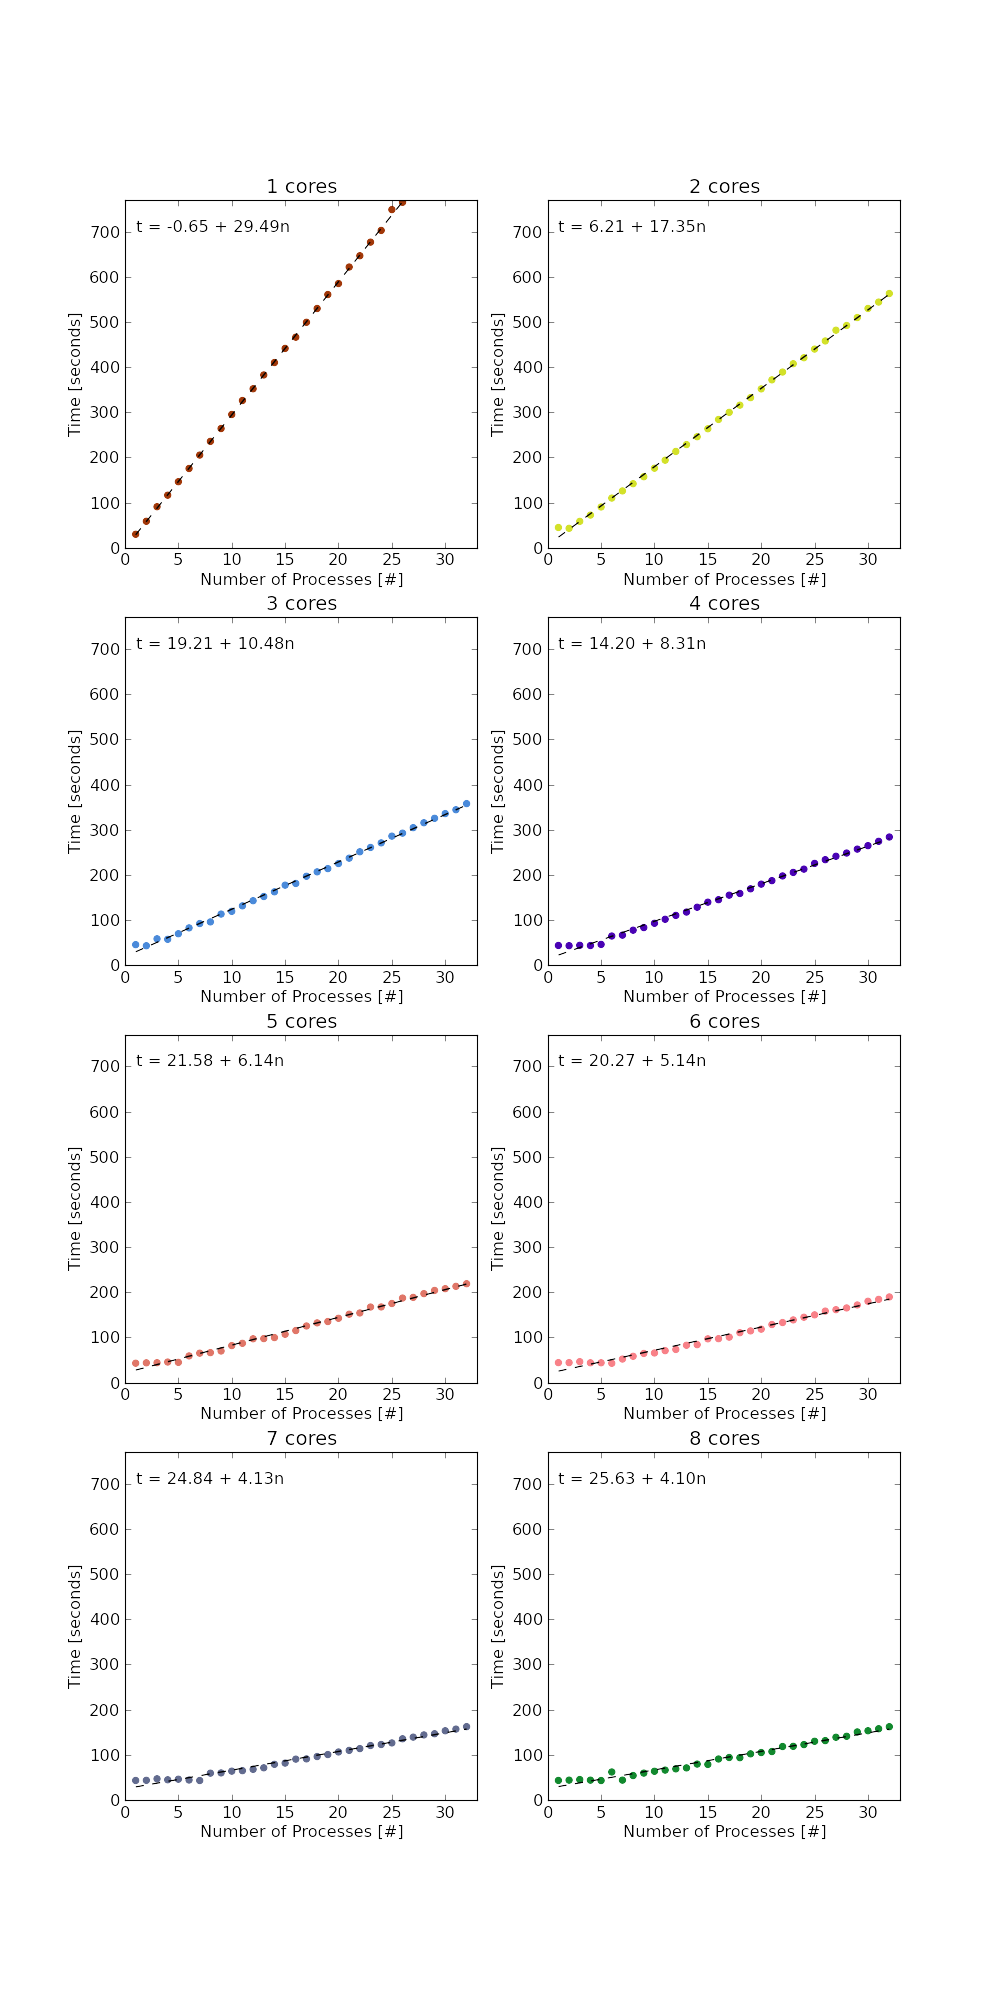 1 cores
t = -0.65 + 29.49n
Time [seconds]
700
600
500
400
300
200
100
0
0 5 10 15 20 25 30
Number of Processes [#]
2 cores
t = 6.21 + 17.35n
Time [seconds]
700
600
500
400
300
200
100
0
0 5 10 15 20 25 30
Number of Processes [#]
3 cores
t = 19.21 + 10.48n
Time [seconds]
700
600
500
400
300
200
100
0
0 5 10 15 20 25 30
Number of Processes [#]
4 cores
t = 14.20 + 8.31n
Time [seconds]
700
600
500
400
300
200
100
0
0 5 10 15 20 25 30
Number of Processes [#]
5 cores
t = 21.58 + 6.14n
Time [seconds]
700
600
500
400
300
200
100
0
0 5 10 15 20 25 30
Number of Processes [#]
6 cores
t = 20.27 + 5.14n
Time [seconds]
700
600
500
400
300
200
100
0
0 5 10 15 20 25 30
Number of Processes [#]
7 cores
t = 24.84 + 4.13n
Time [seconds]
700
600
500
400
300
200
100
0
0 5 10 15 20 25 30
Number of Processes [#]
8 cores
t = 25.63 + 4.10n
Time [seconds]
700
600
500
400
300
200
100
0
0 5 10 15 20 25 30
Number of Processes [#]